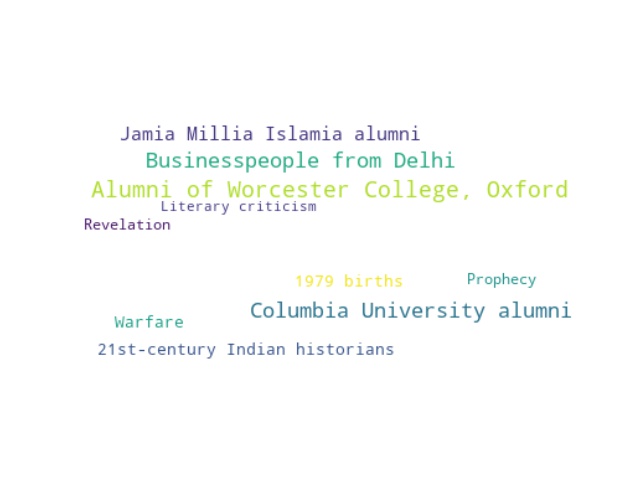 Jamia Millia Islamia alumni
Businesspeople from Delhi
Alumni of Worcester College, Oxford
Literary criticism
Revelation
1979 births
Prophecy
Columbia University alumni
Warfare
21st-century Indian historians